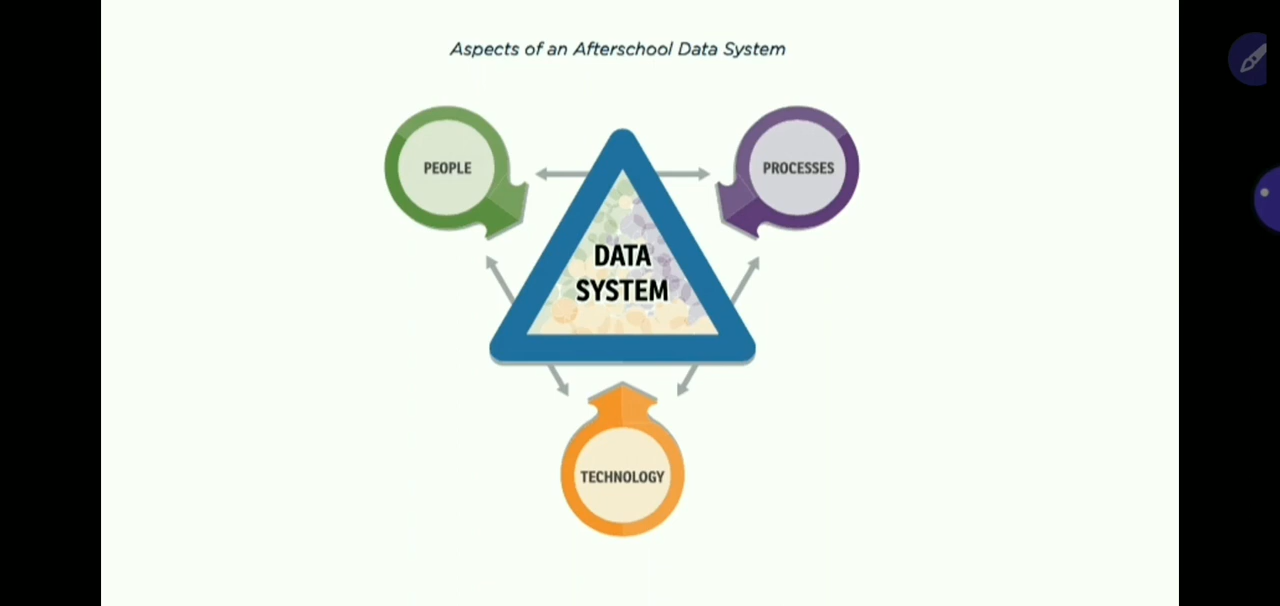 Aspects of an Afterschool Data System
PEOPLE
PROCESSES
DATA
SYSTEM
TECHNOLOGY